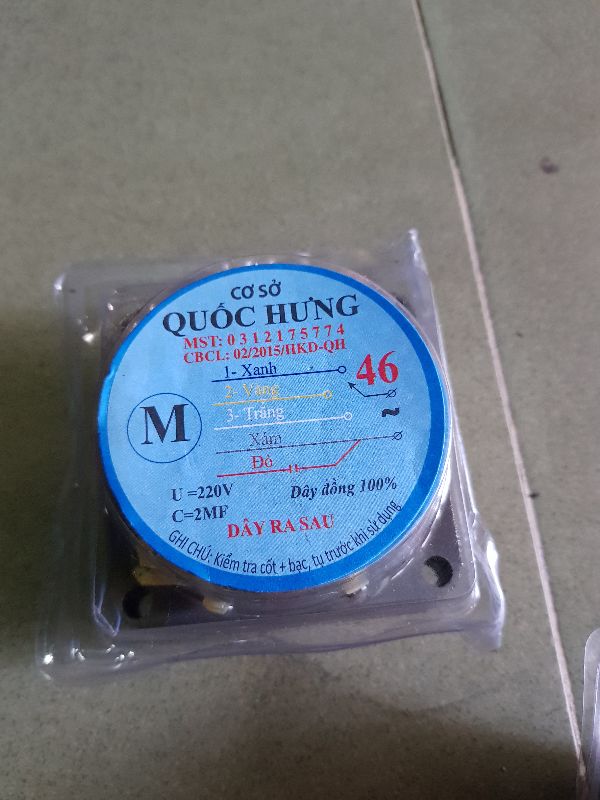 CƠ SỞ
QUỐC HƯNG
MST: 0 3 1 2 1 7 5 7 7 4
CBCL: 02/2015/HKD-QH
1- Xanh
46
2- Vàng
3- Trắng
~
M
Xám
Đỏ
U =220V
Dây đồng 100%
C=2MF
DÂY RA SAU
GHI CHÚ: Kiểm tra cốt + bạc, tụ trước khi sử dụng